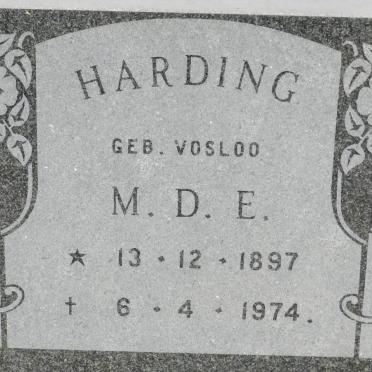 HARDING
GEB. VOSLOO
M. D. E.
★ 13 · 12 · 1897
† 6 · 4 · 1974.